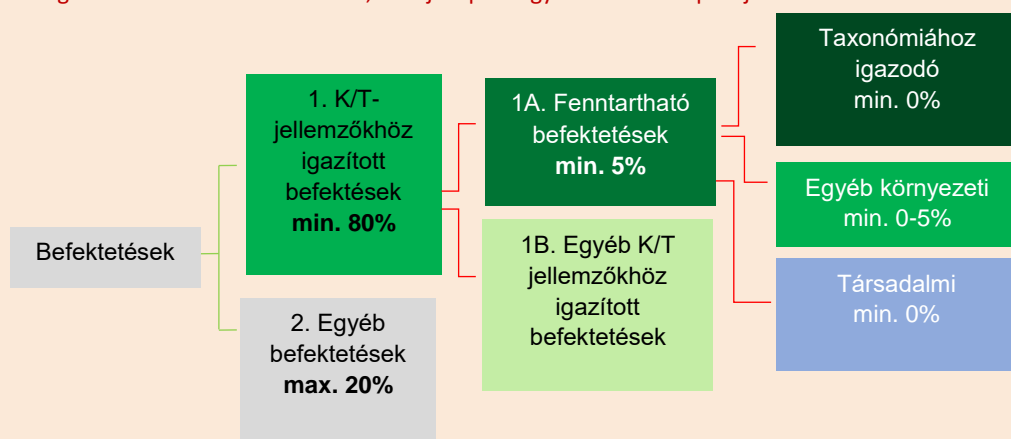 Befektetések
1. K/T-
jellemzőkhöz
igazított
befektések
min. 80%
2. Egyéb
befektetések
max. 20%
1A. Fenntartható
befektetések
min. 5%
1B. Egyéb K/T
jellemzőkhöz
igazított
befektetések
Taxonómiához
igazodó
min. 0%
Egyéb környezeti
min. 0-5%
Társadalmi
min. 0%